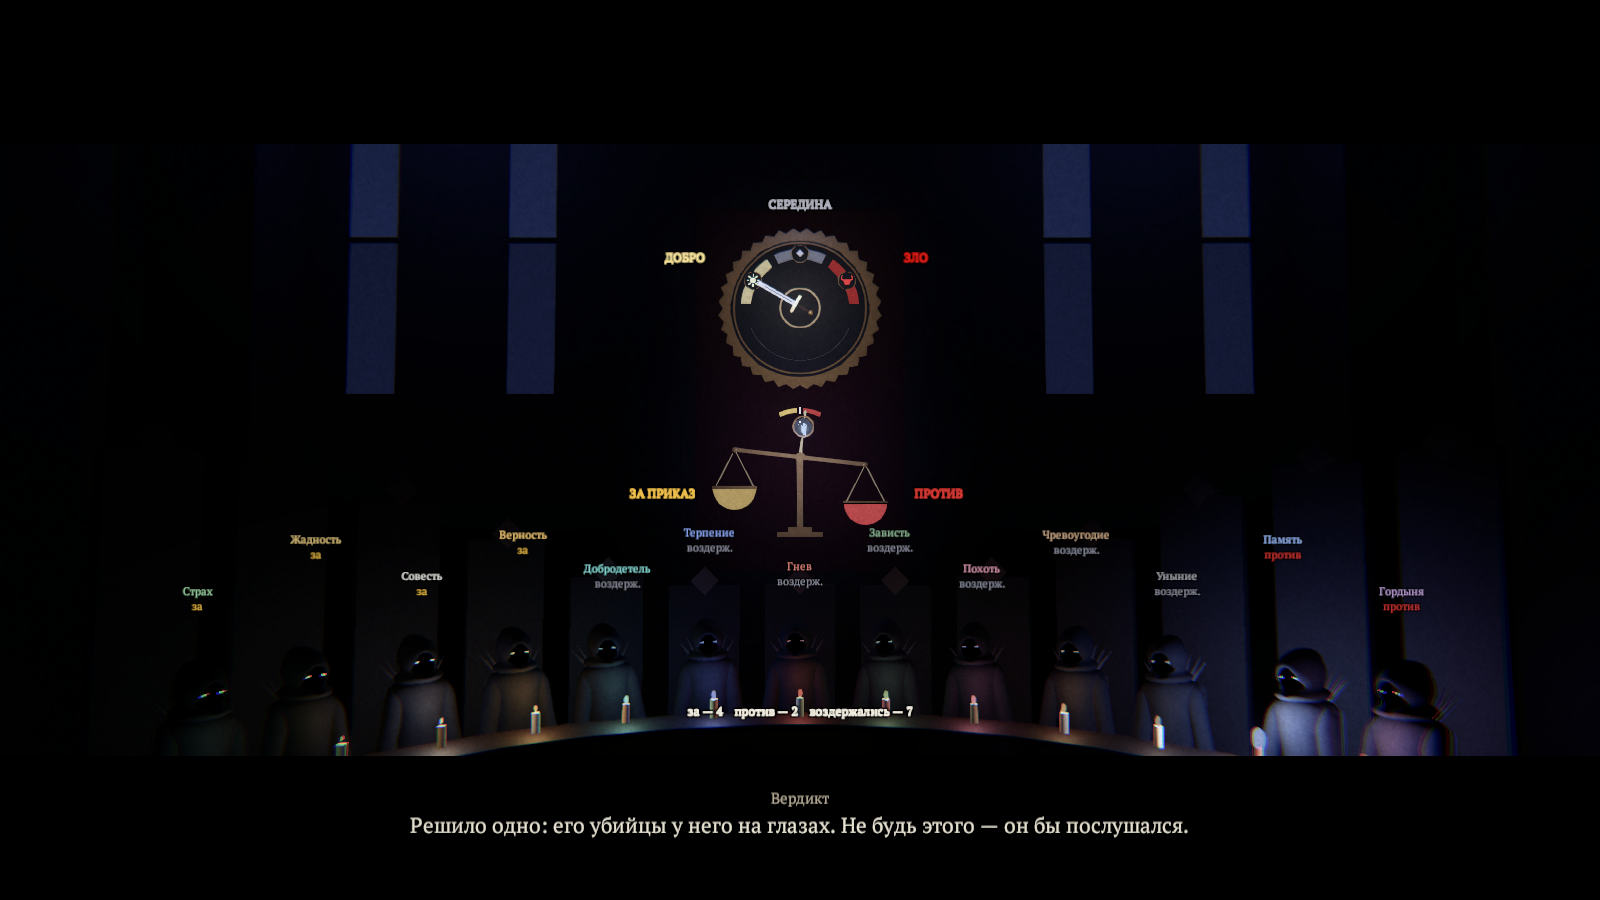 СЕРЕДИНА
ДОБРО
ЗЛО
ЗА ПРИКАЗ
ПРОТИВ
Страх
за
Жадность
за
Совесть
за
Верность
за
Добродетель
воздерж.
Терпение
воздерж.
Гнев
воздерж.
Зависть
воздерж.
Похоть
воздерж.
Чревоугодие
воздерж.
Уныние
воздерж.
Память
против
Гордыня
против
за — 4 против — 2 воздержались — 7
Вердикт
Решило одно: его убийцы у него на глазах. Не будь этого — он бы послушался.